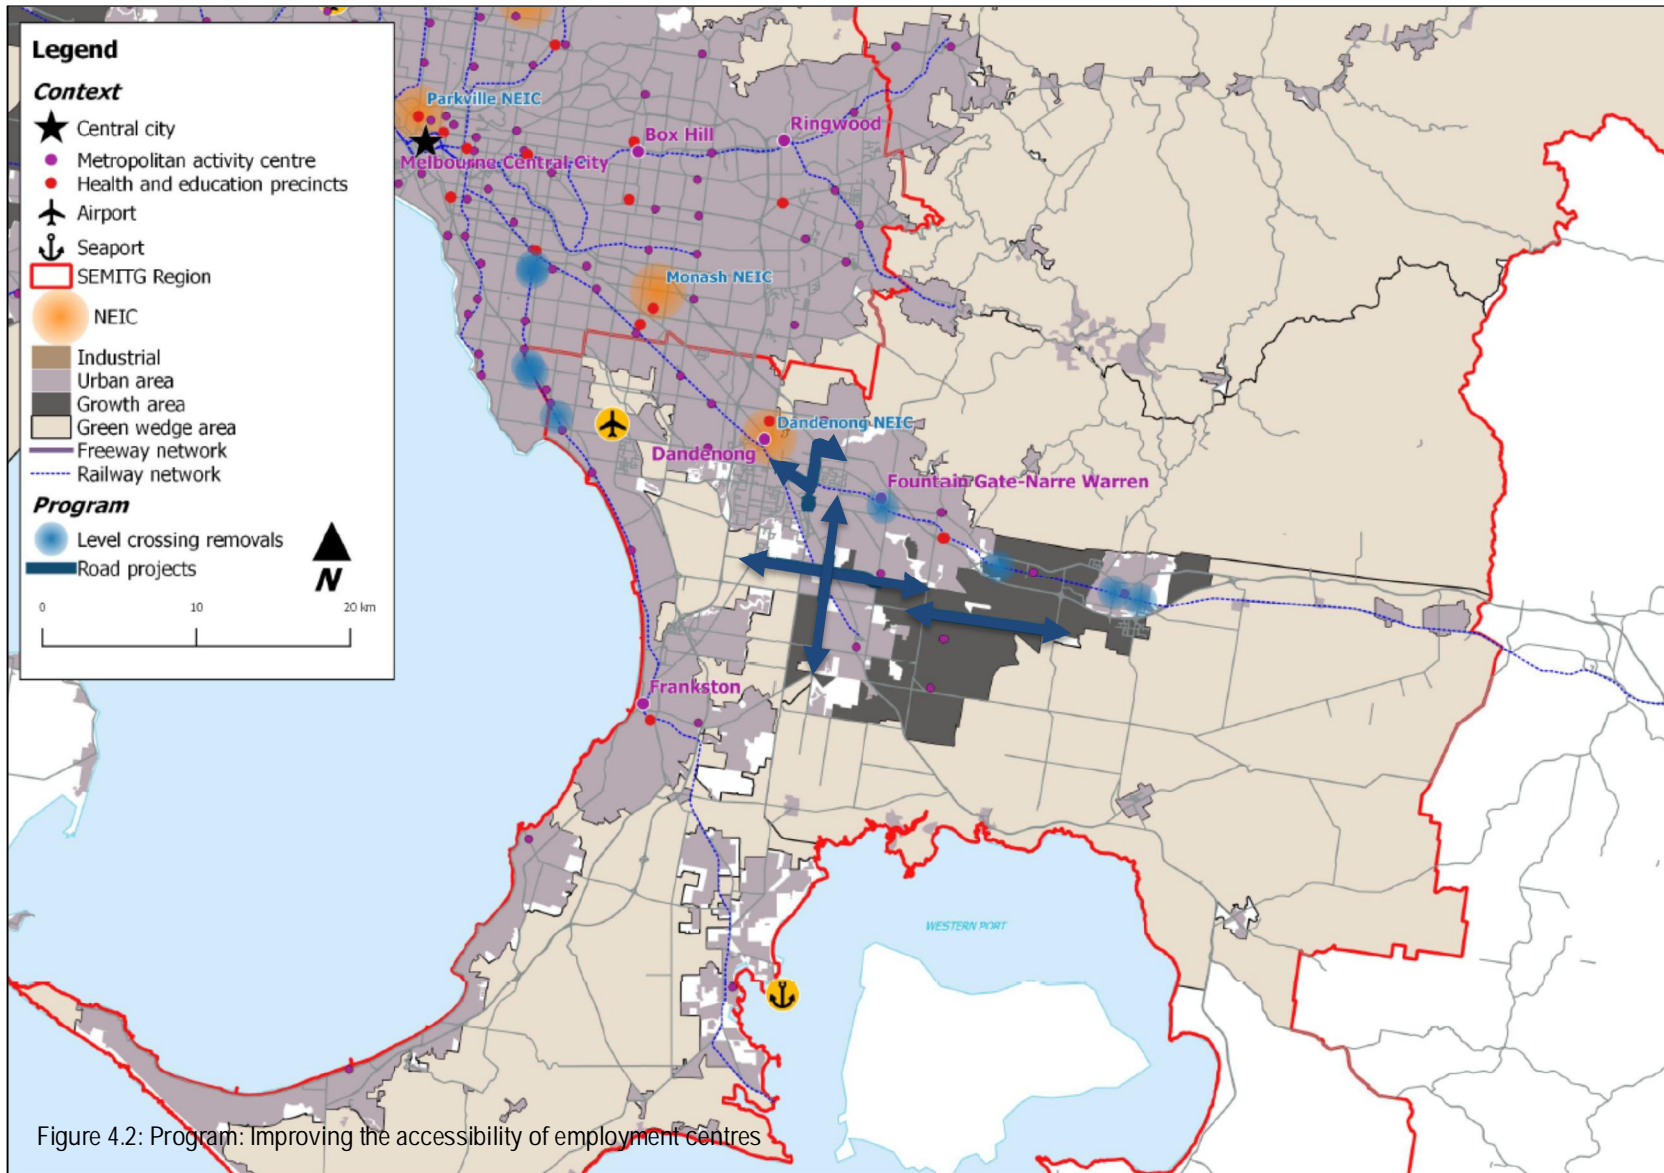 Legend
Context
Central city
Metropolitan activity centre
Health and education precincts
Airport
Seaport
SEMITG Region
NEIC
Industrial
Urban area
Growth area
Green wedge area
Freeway network
Railway network
Program
Level crossing removals
Road projects
N
0 10 20 km
Parkville NEIC
Melbourne Central City
Box Hill
Ringwood
Monash NEIC
Dandenong NEIC
Dandenong
Fountain Gate-Narre Warren
Frankston
WESTERN PORT
Figure 4.2: Program: Improving the accessibility of employment centres